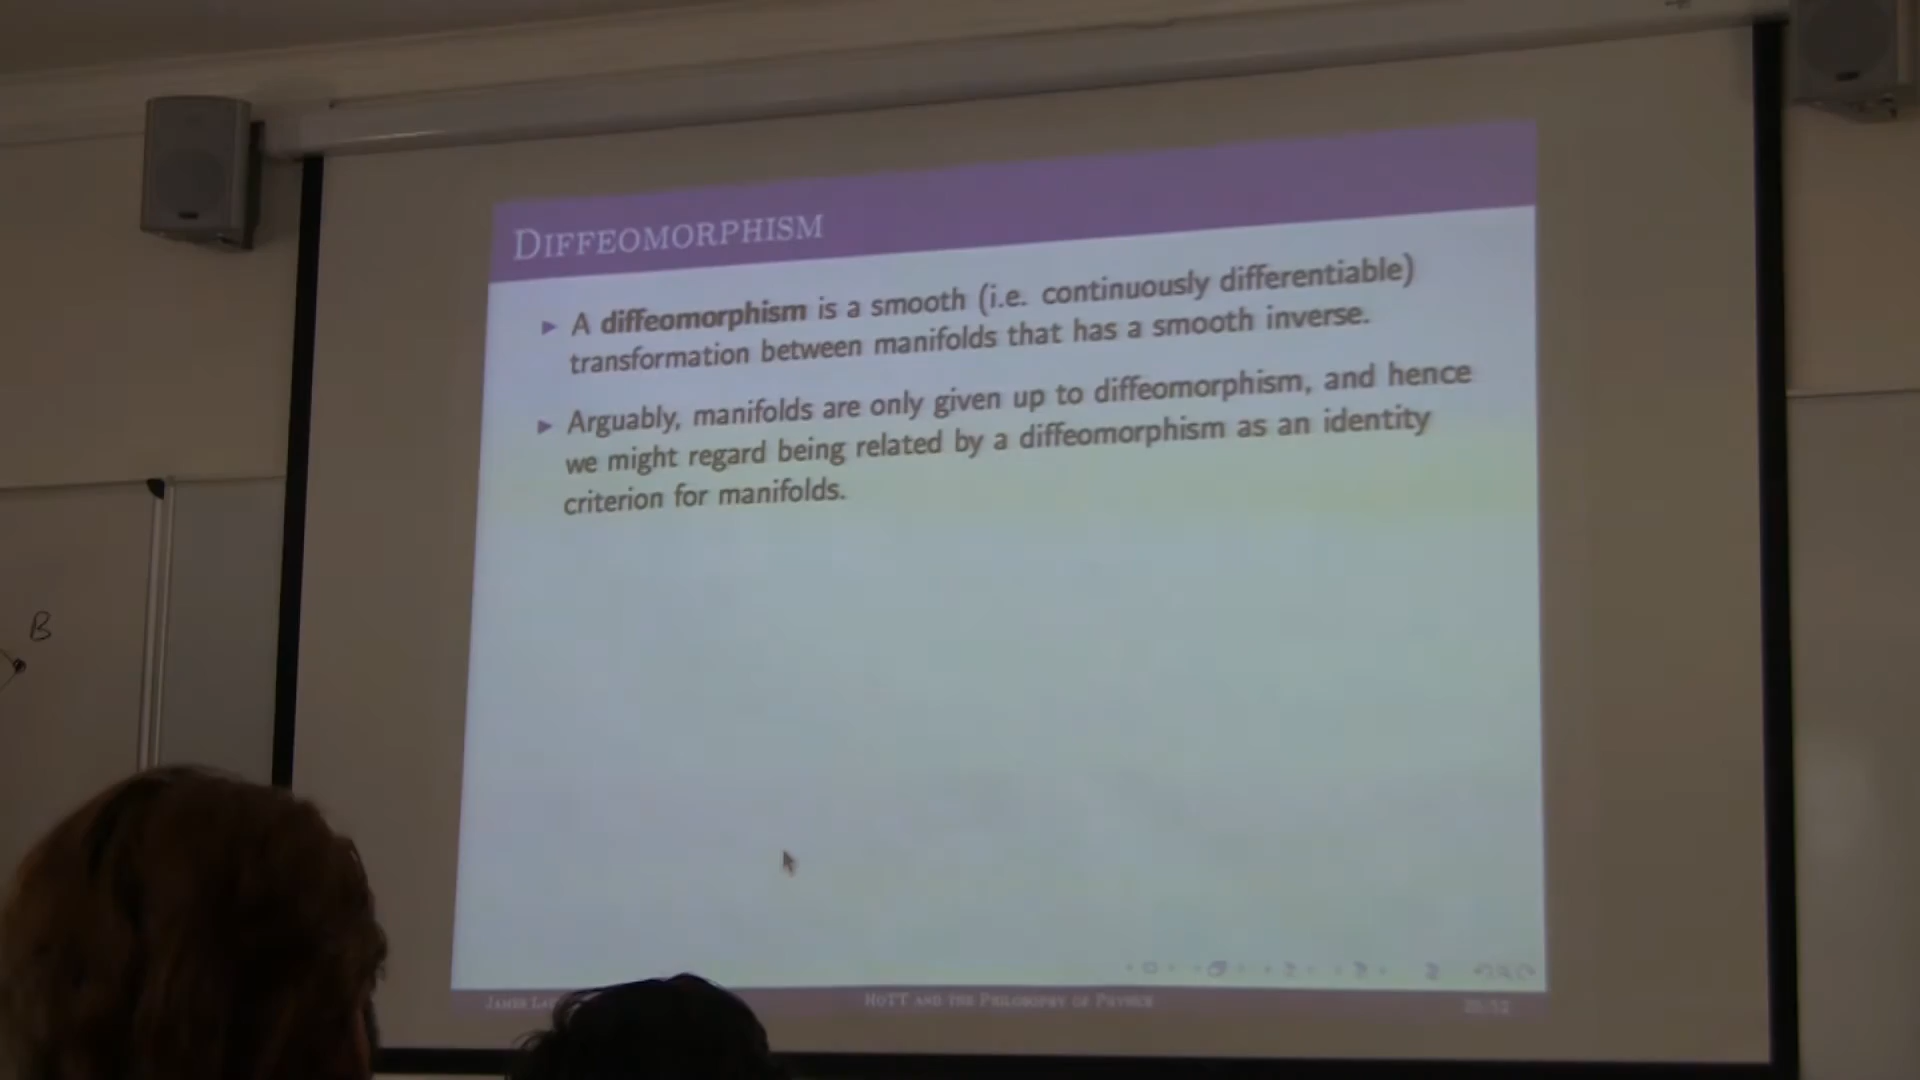 DIFFEOMORPHISM
A diffeomorphism is a smooth (i.e. continuously differentiable)
transformation between manifolds that has a smooth inverse.
Arguably, manifolds are only given up to diffeomorphism, and hence
we might regard being related by a diffeomorphism as an identity
criterion for manifolds.
B
JAMES
HOTT AND THE PHILOSOPHY OF PHYSICS